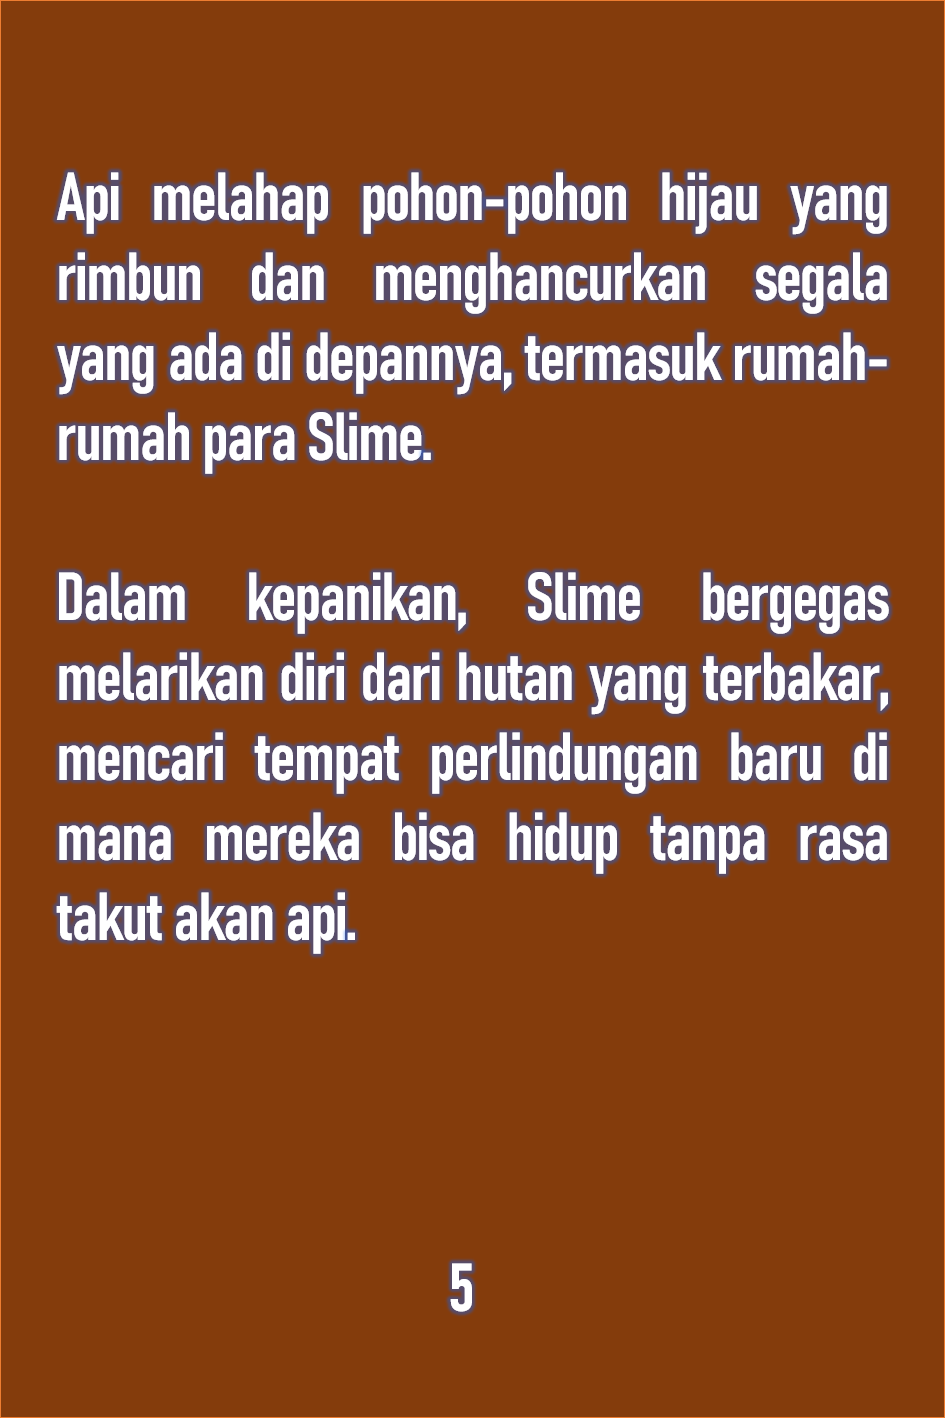 Api melahap pohon-pohon hijau yang
rimbun dan menghancurkan segala
yang ada di depannya, termasuk rumah-
rumah para Slime.
Dalam kepanikan, Slime bergegas
melarikan diri dari hutan yang terbakar,
mencari tempat perlindungan baru di
mana mereka bisa hidup tanpa rasa
takut akan api.
5